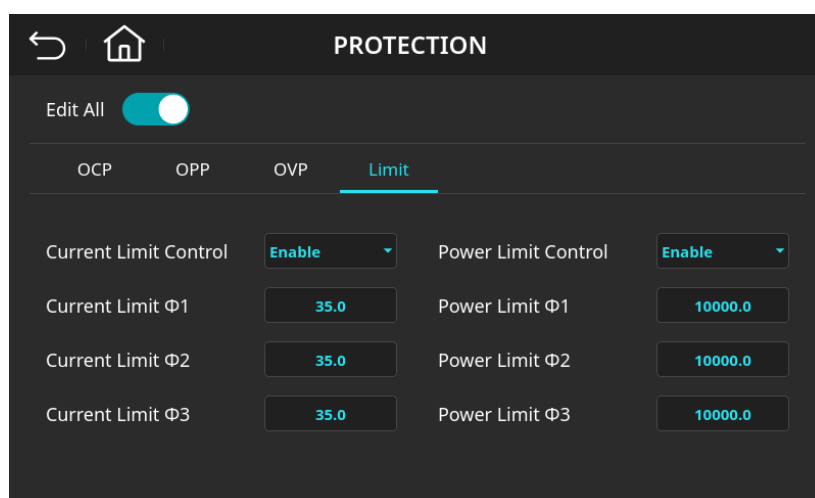 PROTECTION
Edit All
OCP OPP OVP Limit
Current Limit Control Enable Power Limit Control Enable
Current Limit Φ1 35.0 Power Limit Φ1 10000.0
Current Limit Φ2 35.0 Power Limit Φ2 10000.0
Current Limit Φ3 35.0 Power Limit Φ3 10000.0